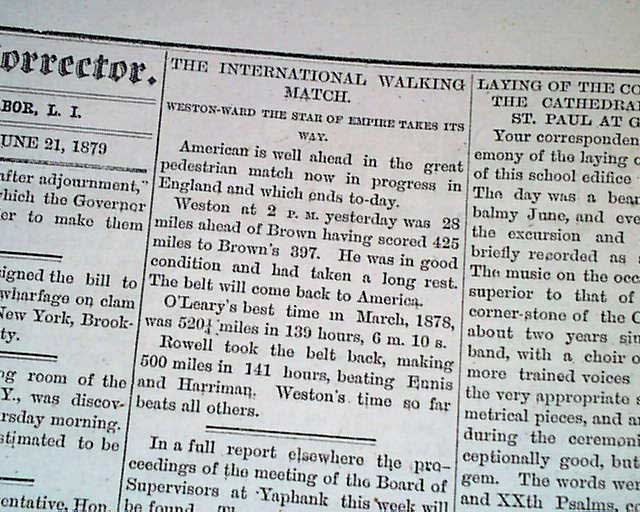 orrector.
BOR, L. I.
UNE 21, 1879
after adjournment,"
which the Governor
er to make them
signed the bill to
wharfage on clam
New York, Brook-
ty.
ng room of the
Y., was discov-
rsday morning.
stimated to be
entative, Hon.
THE INTERNATIONAL WALKING
MATCH.
WESTON-WARD THE STAR OF EMPIRE TAKES ITS
WAY.
American is well ahead in the great
pedestrian match now in progress in
England and which ends to-day.
Weston at 2 P. M. yesterday was 28
miles ahead of Brown having scored 425
miles to Brown's 397. He was in good
condition and had taken a long rest.
The belt will come back to America.
O'Leary's best time in March, 1878,
was 520¼ miles in 139 hours, 6 m. 10 s.
Rowell took the belt back, making
500 miles in 141 hours, beating Ennis
and Harriman. Weston's time so far
beats all others.
In a full report elsewhere the pro-
ceedings of the meeting of the Board of
Supervisors at Yaphank this week will
be found.
LAYING OF THE CO
THE CATHEDRA
ST. PAUL AT G
Your corresponden
emony of the laying o
of this school edifice
The day was a beau
balmy June, and eve
the excursion and
briefly recorded as s
The music on the occ
superior to that of
corner-stone of the C
about two years sin
band, with a choir o
more trained voices
the very appropriate s
metrical pieces, and a
during the ceremoni
ceptionally good, but
gem. The words wer
and XXth Psalms, c